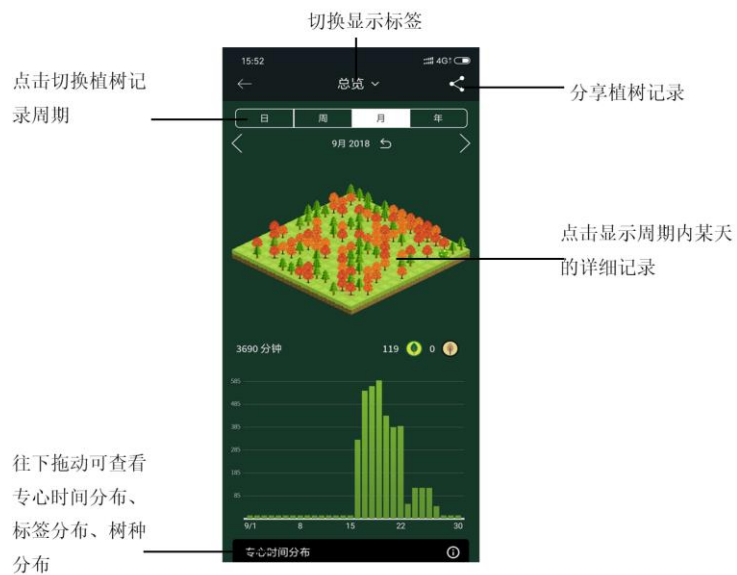 切换显示标签
点击切换植树记
录周期
分享植树记录
15:52
4G
总览
日 周 月 年
9月 2018
点击显示周期内某天
的详细记录
3690 分钟
119 0
505
405
305
205
105
85
9/1 8 15 22 30
往下拖动可查看
专心时间分布、
标签分布、树种
分布
专心时间分布